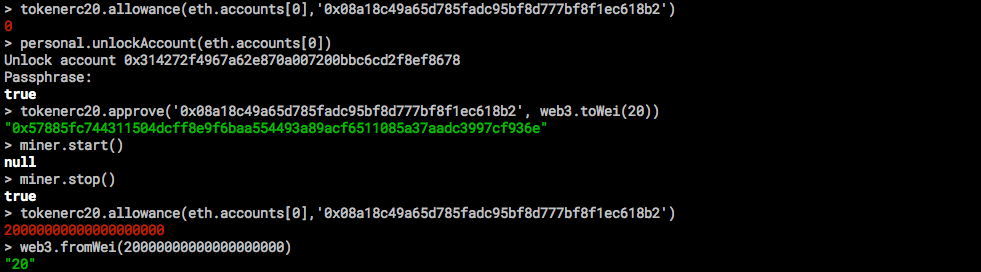 > tokenerc20.allowance(eth.accounts[0],'0x08a18c49a65d785fadc95bf8d777bf8f1ec618b2')
0
> personal.unlockAccount(eth.accounts[0])
Unlock account 0x314272f4967a62e870a007200bbc6cd2f8ef8678
Passphrase:
true
> tokenerc20.approve('0x08a18c49a65d785fadc95bf8d777bf8f1ec618b2', web3.toWei(20))
"0x57885fc744311504dcff8e9f6baa554493a89acf6511085a37aadc3997cf936e"
> miner.start()
null
> miner.stop()
true
> tokenerc20.allowance(eth.accounts[0],'0x08a18c49a65d785fadc95bf8d777bf8f1ec618b2')
20000000000000000000
> web3.fromWei(20000000000000000000)
"20"